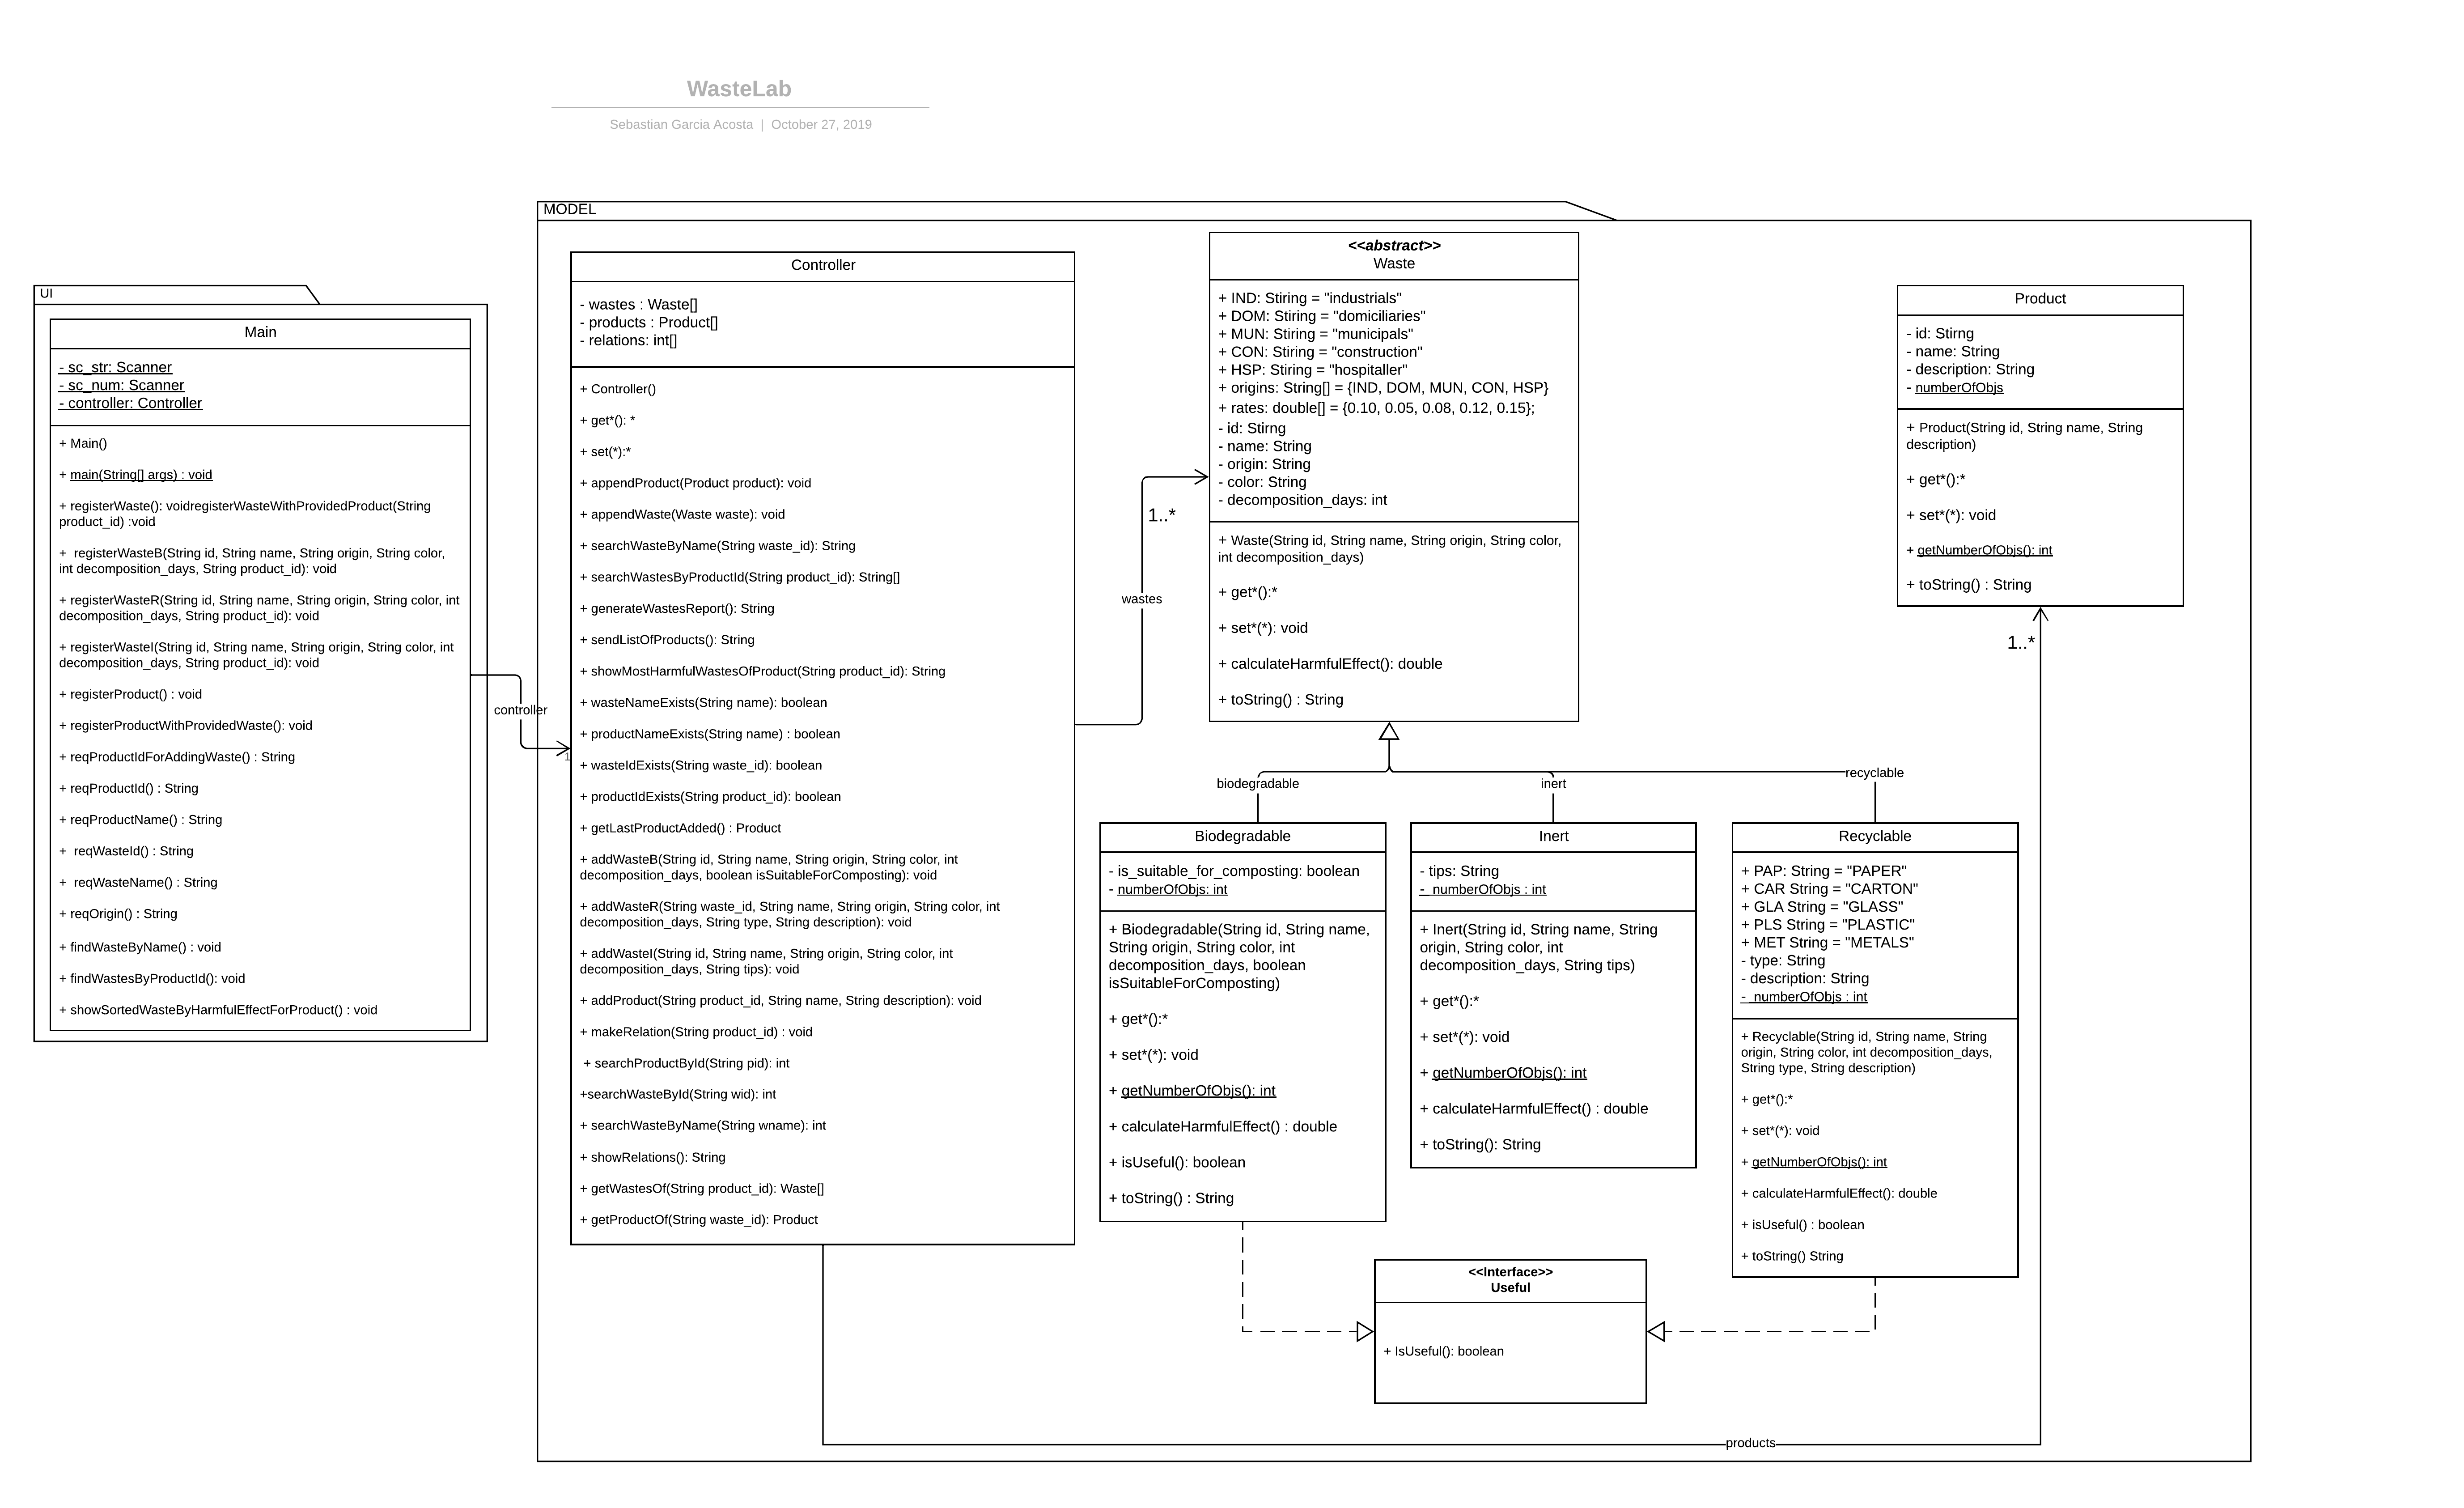 WasteLab
Sebastian Garcia Acosta | October 27, 2019
UI
Main
- sc_str: Scanner
- sc_num: Scanner
- controller: Controller
+ Main()
+ main(String[] args) : void
+ registerWaste(): voidregisterWasteWithProvidedProduct(String
product_id) :void
+ registerWasteB(String id, String name, String origin, String color,
int decomposition_days, String product_id): void
+ registerWasteR(String id, String name, String origin, String color, int
decomposition_days, String product_id): void
+ registerWasteI(String id, String name, String origin, String color, int
decomposition_days, String product_id): void
+ registerProduct() : void
+ registerProductWithProvidedWaste(): void
+ reqProductIdForAddingWaste() : String
+ reqProductId() : String
+ reqProductName() : String
+ reqWasteId() : String
+ reqWasteName() : String
+ reqOrigin() : String
+ findWasteByName() : void
+ findWastesByProductId(): void
+ showSortedWasteByHarmfulEffectForProduct() : void
controller
1
MODEL
Controller
- wastes : Waste[]
- products : Product[]
- relations: int[]
+ Controller()
+ get*(): *
+ set(*):*
+ appendProduct(Product product): void
+ appendWaste(Waste waste): void
+ searchWasteByName(String waste_id): String
+ searchWastesByProductId(String product_id): String[]
+ generateWastesReport(): String
+ sendListOfProducts(): String
+ showMostHarmfulWastesOfProduct(String product_id): String
+ wasteNameExists(String name): boolean
+ productNameExists(String name) : boolean
+ wasteIdExists(String waste_id): boolean
+ productIdExists(String product_id): boolean
+ getLastProductAdded() : Product
+ addWasteB(String id, String name, String origin, String color, int
decomposition_days, boolean isSuitableForComposting): void
+ addWasteR(String waste_id, String name, String origin, String color, int
decomposition_days, String type, String description): void
+ addWasteI(String id, String name, String origin, String color, int
decomposition_days, String tips): void
+ addProduct(String product_id, String name, String description): void
+ makeRelation(String product_id) : void
+ searchProductById(String pid): int
+searchWasteById(String wid): int
+ searchWasteByName(String wname): int
+ showRelations(): String
+ getWastesOf(String product_id): Waste[]
+ getProductOf(String waste_id): Product
wastes
1..*
<<abstract>>
Waste
+ IND: Stiring = "industrials"
+ DOM: Stiring = "domiciliaries"
+ MUN: Stiring = "municipals"
+ CON: Stiring = "construction"
+ HSP: Stiring = "hospitaller"
+ origins: String[] = {IND, DOM, MUN, CON, HSP}
+ rates: double[] = {0.10, 0.05, 0.08, 0.12, 0.15};
- id: Stirng
- name: String
- origin: String
- color: String
- decomposition_days: int
+ Waste(String id, String name, String origin, String color,
int decomposition_days)
+ get*():*
+ set*(*): void
+ calculateHarmfulEffect(): double
+ toString() : String
Product
- id: Stirng
- name: String
- description: String
- numberOfObjs
+ Product(String id, String name, String
description)
+ get*():*
+ set*(*): void
+ getNumberOfObjs(): int
+ toString() : String
1..*
biodegradable
inert
recyclable
Biodegradable
- is_suitable_for_composting: boolean
- numberOfObjs: int
+ Biodegradable(String id, String name,
String origin, String color, int
decomposition_days, boolean
isSuitableForComposting)
+ get*():*
+ set*(*): void
+ getNumberOfObjs(): int
+ calculateHarmfulEffect() : double
+ isUseful(): boolean
+ toString() : String
Inert
- tips: String
- numberOfObjs : int
+ Inert(String id, String name, String
origin, String color, int
decomposition_days, String tips)
+ get*():*
+ set*(*): void
+ getNumberOfObjs(): int
+ calculateHarmfulEffect() : double
+ toString(): String
Recyclable
+ PAP: String = "PAPER"
+ CAR String = "CARTON"
+ GLA String = "GLASS"
+ PLS String = "PLASTIC"
+ MET String = "METALS"
- type: String
- description: String
- numberOfObjs : int
+ Recyclable(String id, String name, String
origin, String color, int decomposition_days,
String type, String description)
+ get*():*
+ set*(*): void
+ getNumberOfObjs(): int
+ calculateHarmfulEffect(): double
+ isUseful() : boolean
+ toString() String
<<Interface>>
Useful
+ IsUseful(): boolean
products